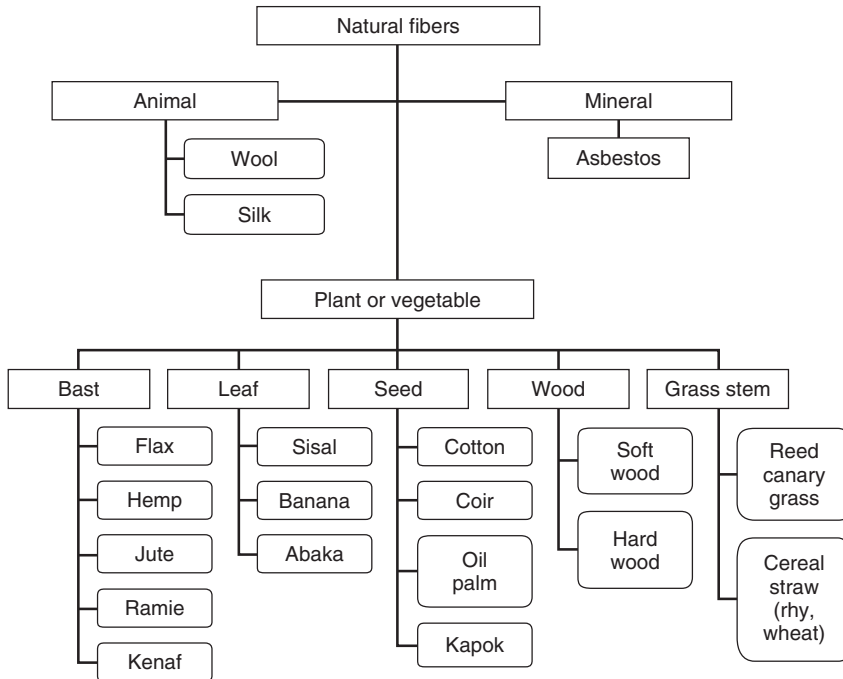 Natural fibers
Animal
Mineral
Wool
Asbestos
Silk
Plant or vegetable
Bast
Leaf
Seed
Wood
Grass stem
Flax
Hemp
Jute
Ramie
Kenaf
Sisal
Banana
Abaka
Cotton
Coir
Oil
palm
Kapok
Soft
wood
Hard
wood
Reed
canary
grass
Cereal
straw
(rhy,
wheat)